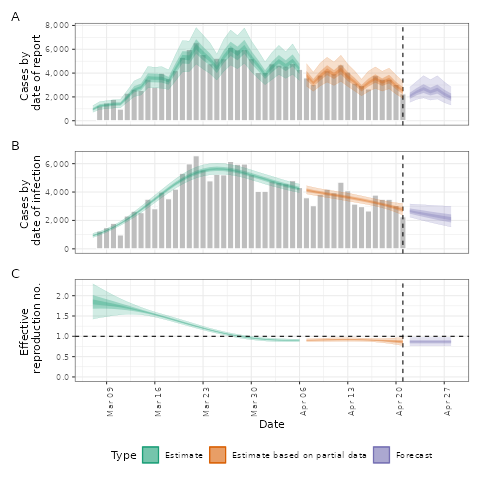 A
Cases by
date of report
8,000
6,000
4,000
2,000
0
B
Cases by
date of infection
6,000
4,000
2,000
0
C
Effective
reproduction no.
2.0
1.5
1.0
0.5
0.0
Mar 09
Mar 16
Mar 23
Mar 30
Apr 06
Apr 13
Apr 20
Apr 27
Date
Type Estimate Estimate based on partial data Forecast